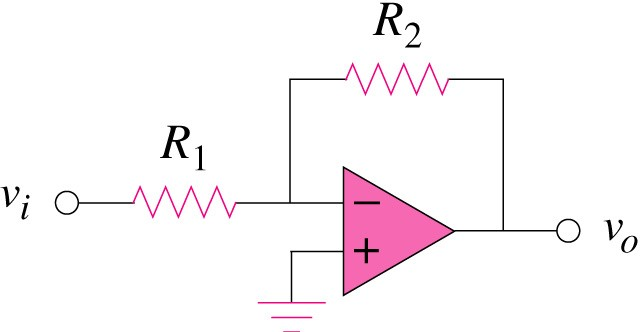 R₂
R₁
vᵢ
−
+
vₒ